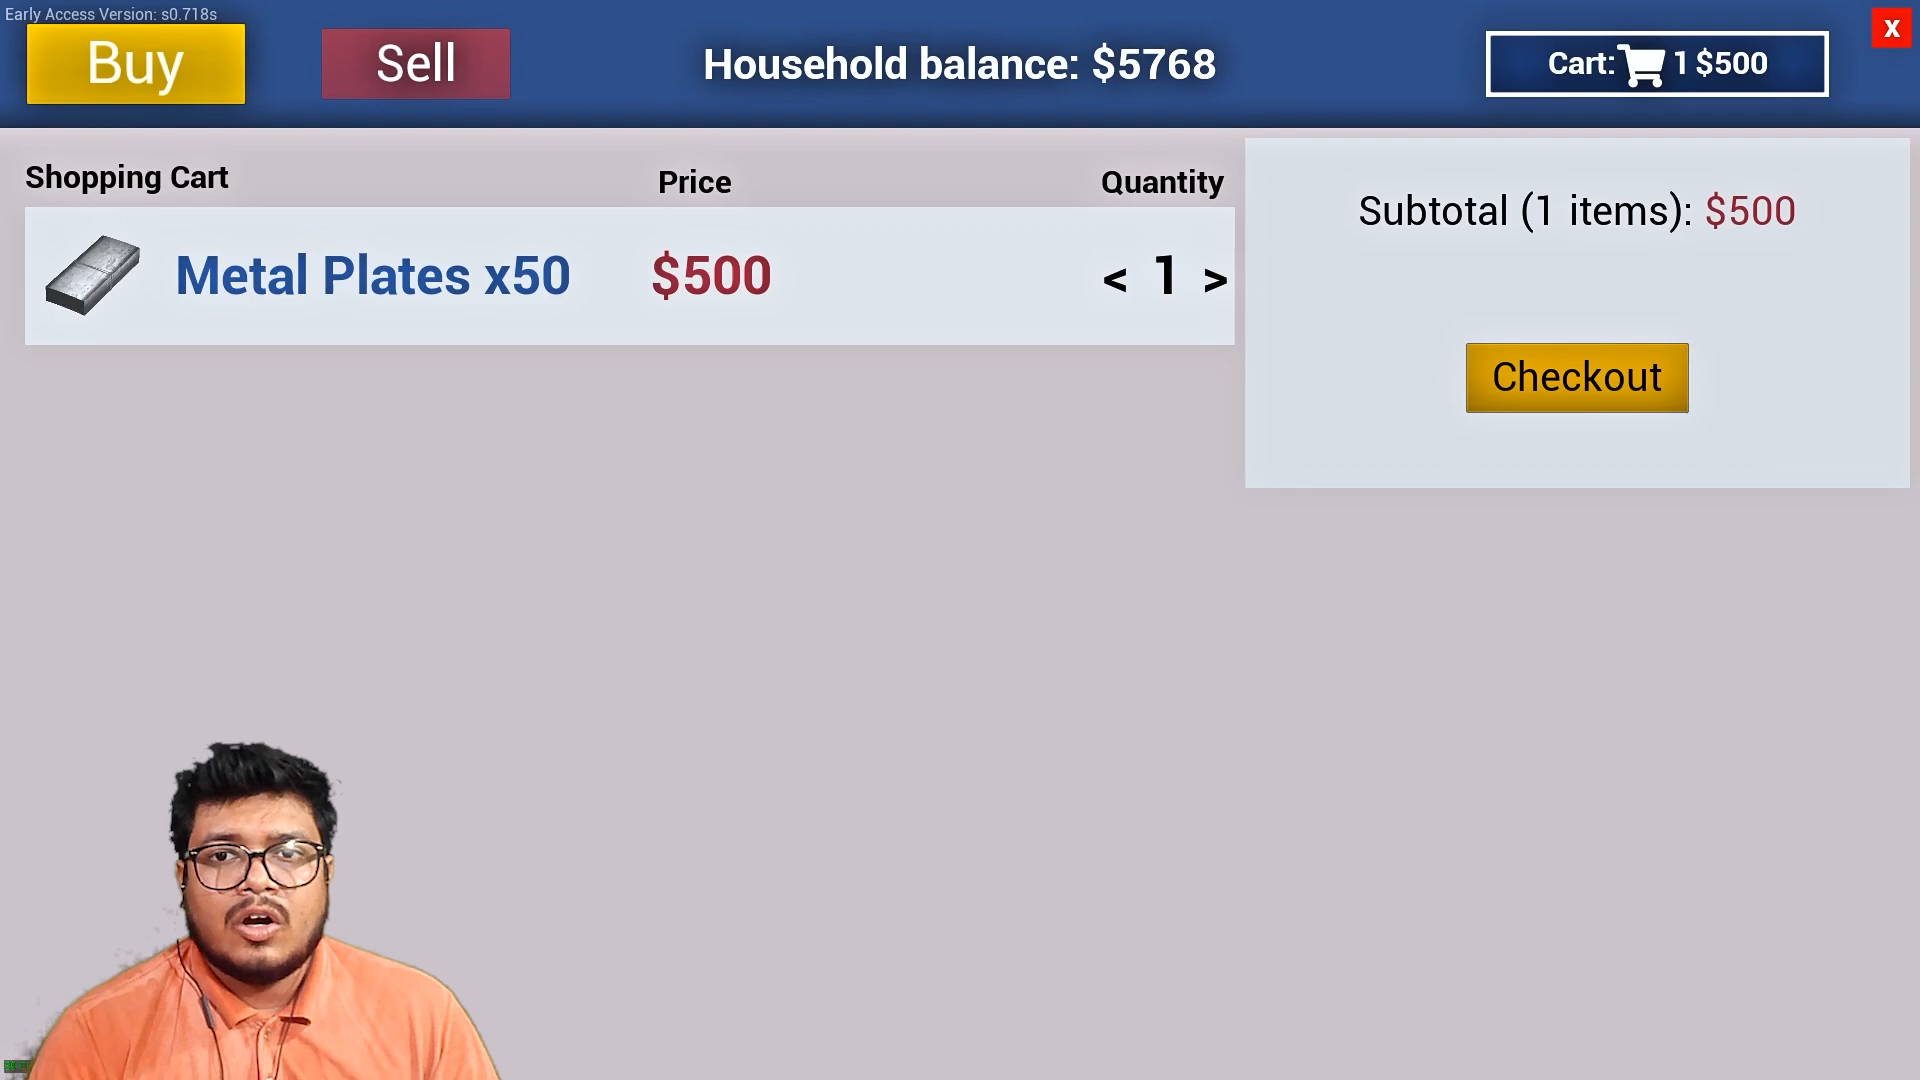 Early Access Version: s0.718s
Buy
Sell
Household balance: $5768
Cart: 1 $500
X
Shopping Cart
Price
Quantity
Metal Plates x50
$500
< 1 >
Subtotal (1 items): $500
Checkout